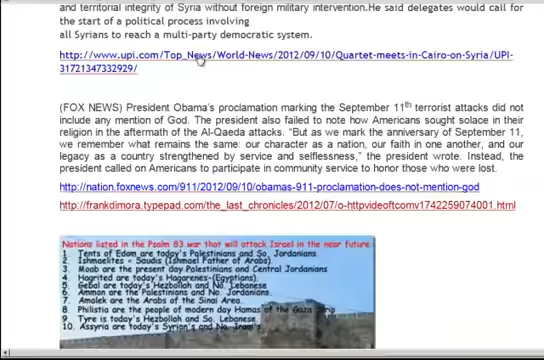 and territorial integrity of Syria without foreign military intervention.He said delegates would call for
the start of a political process involving
all Syrians to reach a multi-party democratic system.
http://www.upi.com/Top_News/World-News/2012/09/10/Quartet-meets-in-Cairo-on-Syria/UPI-
31721347332929/
(FOX NEWS) President Obama's proclamation marking the September 11th terrorist attacks did not
include any mention of God. The president also failed to note how Americans sought solace in their
religion in the aftermath of the Al-Qaeda attacks. “But as we mark the anniversary of September 11,
we remember what remains the same: our character as a nation, our faith in one another, and our
legacy as a country strengthened by service and selflessness,” the president wrote. Instead, the
president called on Americans to participate in community service to honor those who were lost.
http://nation.foxnews.com/911/2012/09/10/obamas-911-proclamation-does-not-mention-god
http://frankdimora.typepad.com/the_last_chronicles/2012/07/o-httpvideoftcomv1742259074001.html
Nations listed in the Psalm 83 war that will attack Israel in the near future
1. Tents of Edom are today's Palestinians and So. Jordanians
2. Ishmaelites = Saudis (Ishmael Father of Arabs).
3. Moab are the present day Palestinians and Central Jordanians
4. Hagrited are today's Hagarenes-(Egyptians).
5. Gebal are today's Hezbollah and No. Lebanese
6. Ammon are the Palestinians and No. Jordanians.
7. Amalek are the Arabs of the Sinai Area.
8. Philistia are the people of modern day Hamas of the Gaza Strip
9. Tyre is today's Hezbollah and So. Lebanese.
10. Assyria are today's Syrian's and No.